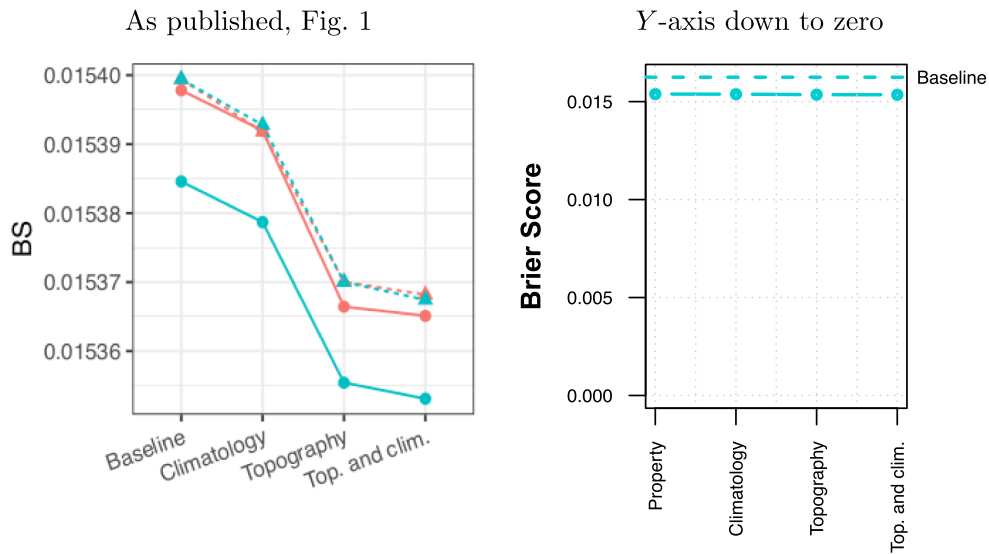 As published, Fig. 1
BS
0.01540
0.01539
0.01538
0.01537
0.01536
Baseline
Climatology
Topography
Top. and clim.
Y-axis down to zero
Brier Score
0.015
0.010
0.005
0.000
Baseline
Property
Climatology
Topography
Top. and clim.